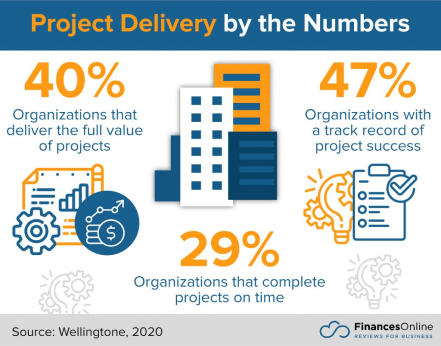 Project Delivery by the Numbers
40%
Organizations that
deliver the full value
of projects
47%
Organizations with
a track record of
project success
29%
Organizations that complete
projects on time
Source: Wellingtone, 2020
FinancesOnline
REVIEWS FOR BUSINESS